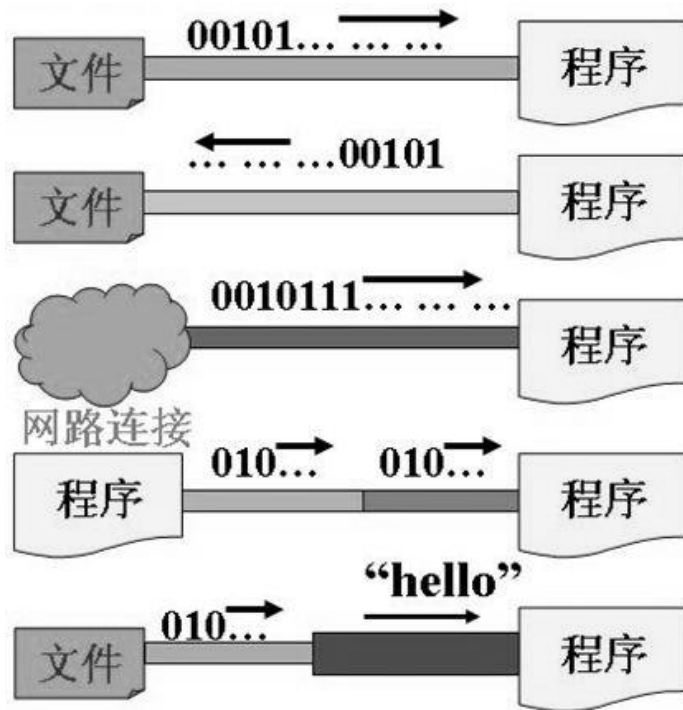 00101… … …
文件
程序
… … …00101
文件
程序
0010111… … …
程序
网路连接
010…
010…
程序
程序
“hello”
010…
文件
程序